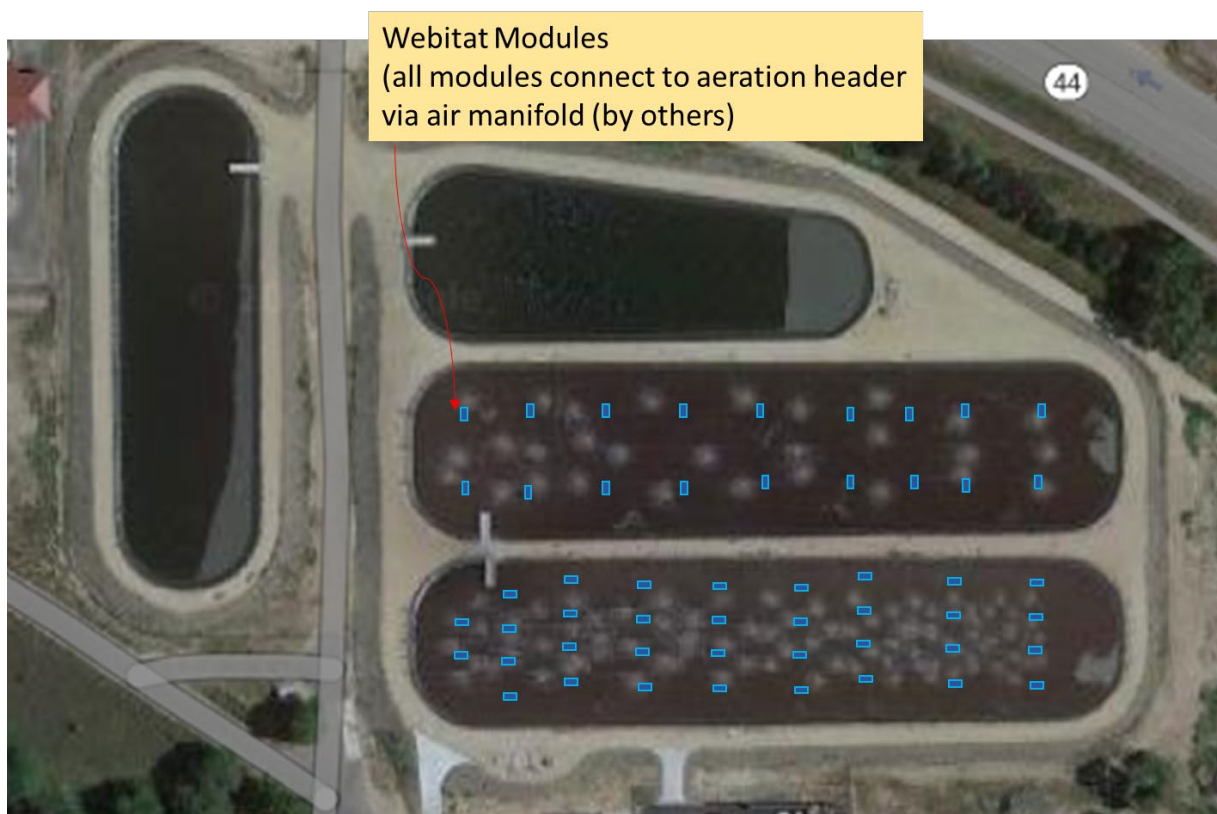 Webitat Modules
(all modules connect to aeration header
via air manifold (by others)
44